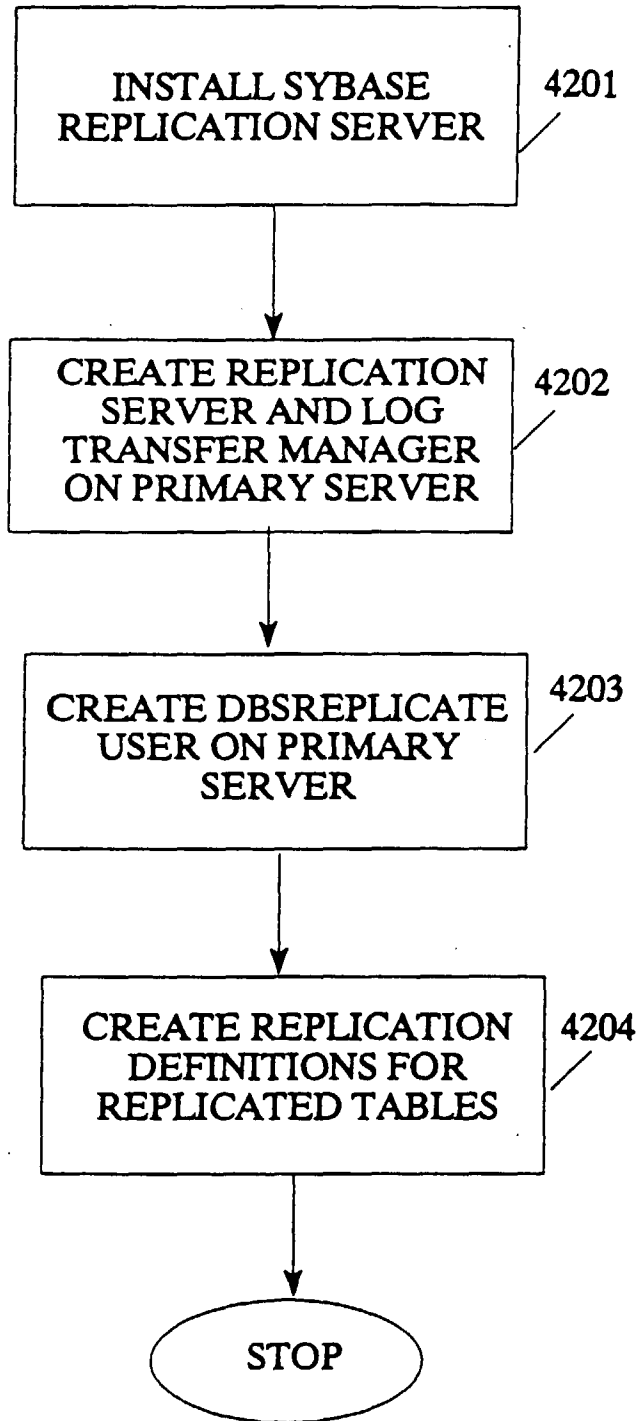 INSTALL SYBASE
REPLICATION SERVER
4201
CREATE REPLICATION
SERVER AND LOG
TRANSFER MANAGER
ON PRIMARY SERVER
4202
CREATE DBSREPLICATE
USER ON PRIMARY
SERVER
4203
CREATE REPLICATION
DEFINITIONS FOR
REPLICATED TABLES
4204
STOP